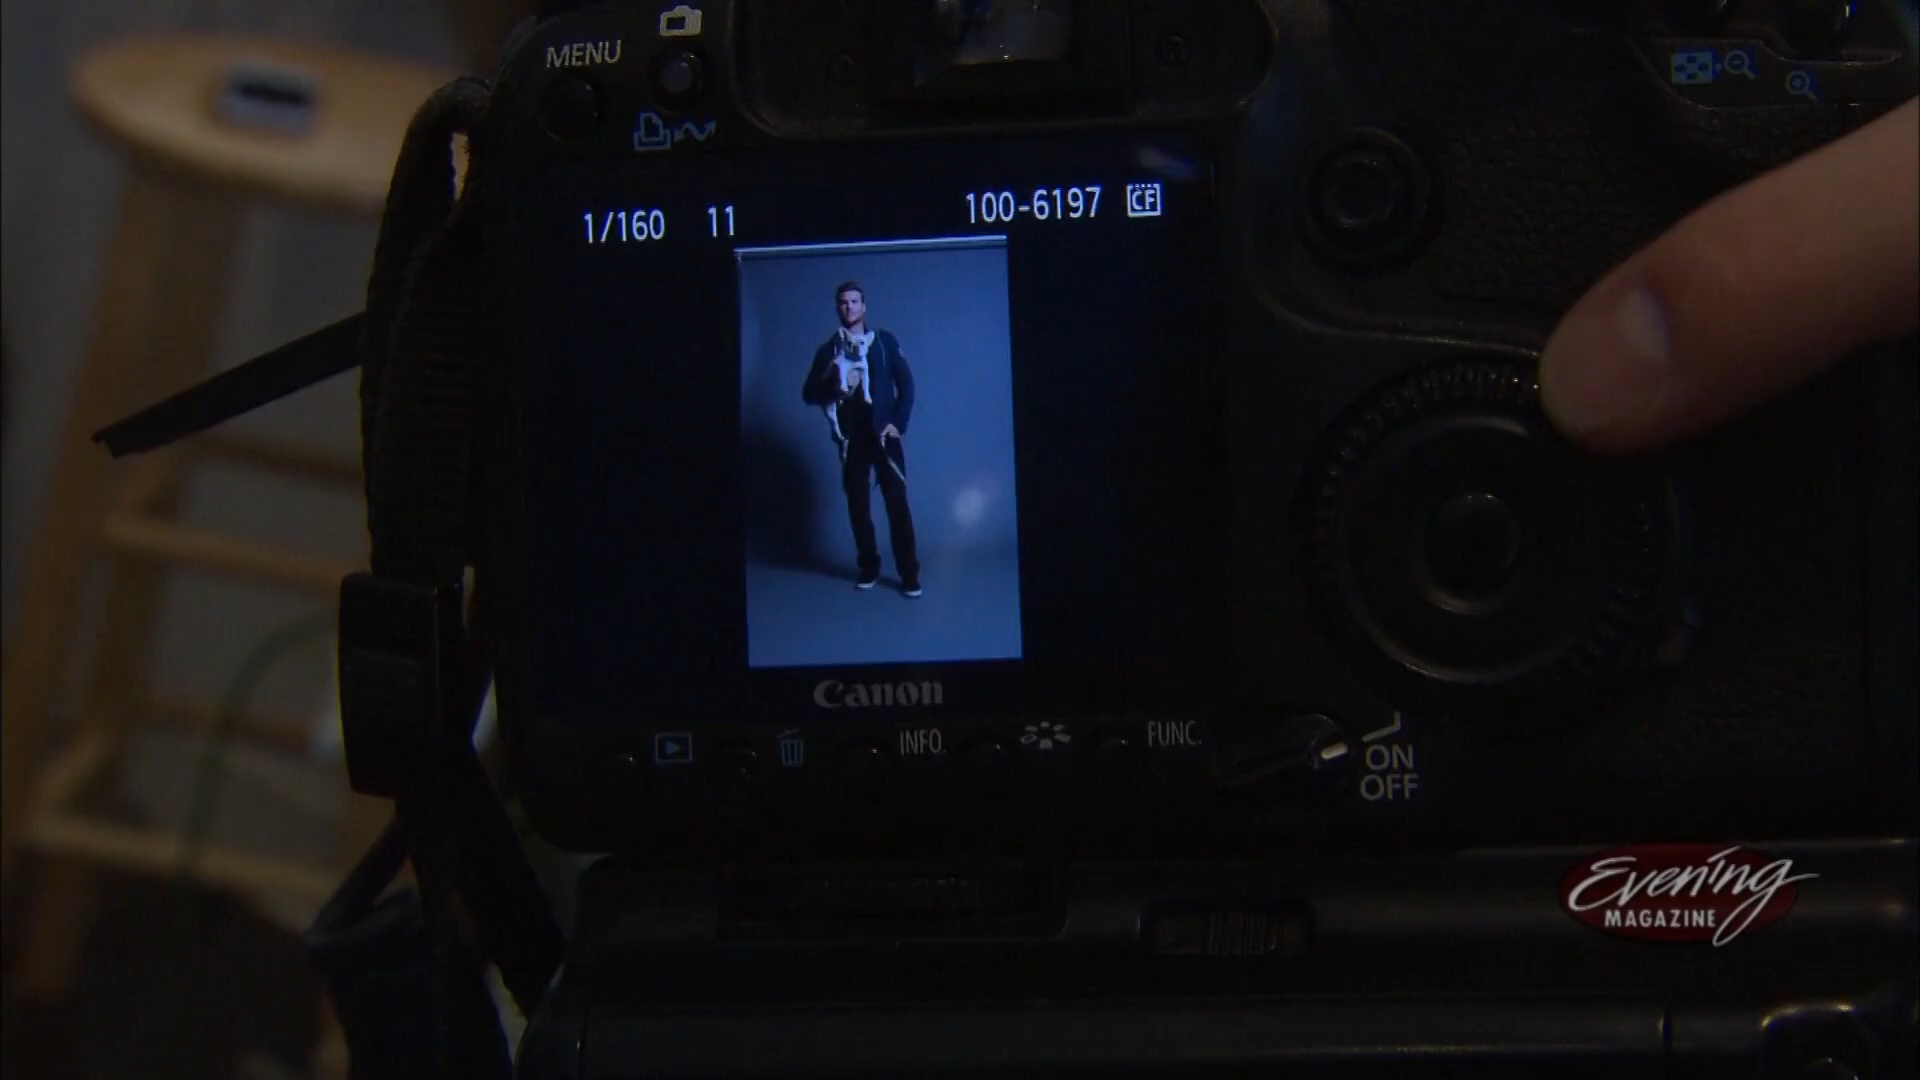 MENU
1/160 11 100-6197 CF
Canon
INFO. FUNC.
ON
OFF
Evening
MAGAZINE